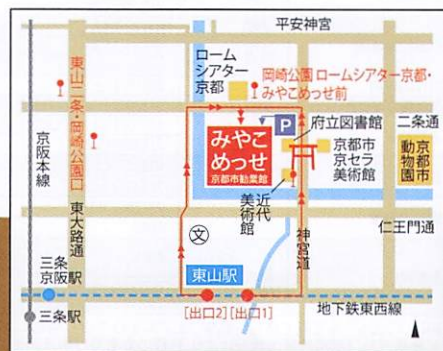 平安神宮
ローム
シアター
京都
岡崎公園 ロームシアター京都・
みやこめっせ前
東山二条・岡崎公園口
P
府立図書館
二条通
みやこ
めっせ
京都市勧業館
京都市
京セラ
美術館
京都市
動物園
京阪本線
近代
美術館
東大路通
文
神宮道
仁王門通
三条
京阪駅
東山駅
三条駅
[出口2]
[出口1]
地下鉄東西線